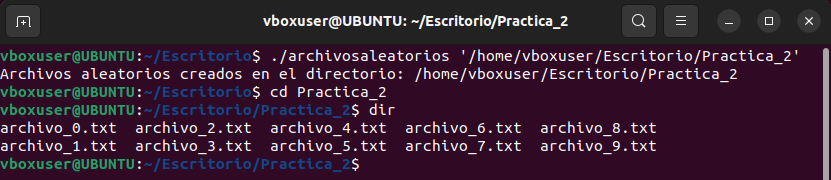 vboxuser@UBUNTU: ~/Escritorio/Practica_2
vboxuser@UBUNTU:~/Escritorio$ ./archivosaleatorios '/home/vboxuser/Escritorio/Practica_2'
Archivos aleatorios creados en el directorio: /home/vboxuser/Escritorio/Practica_2
vboxuser@UBUNTU:~/Escritorio$ cd Practica_2
vboxuser@UBUNTU:~/Escritorio/Practica_2$ dir
archivo_0.txt  archivo_2.txt  archivo_4.txt  archivo_6.txt  archivo_8.txt
archivo_1.txt  archivo_3.txt  archivo_5.txt  archivo_7.txt  archivo_9.txt
vboxuser@UBUNTU:~/Escritorio/Practica_2$